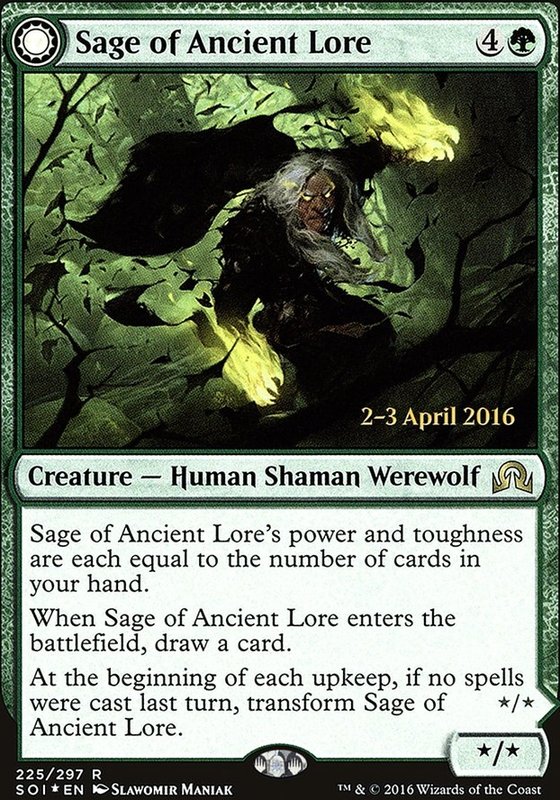 Sage of Ancient Lore 4
2-3 April 2016
Creature — Human Shaman Werewolf
Sage of Ancient Lore's power and toughness
are each equal to the number of cards in
your hand.
When Sage of Ancient Lore enters the
battlefield, draw a card.
At the beginning of each upkeep, if no spells
were cast last turn, transform Sage of
Ancient Lore.
*/*
*/*
225/297 R
SOI★EN Slawomir Maniak
™ & © 2016 Wizards of the Coast